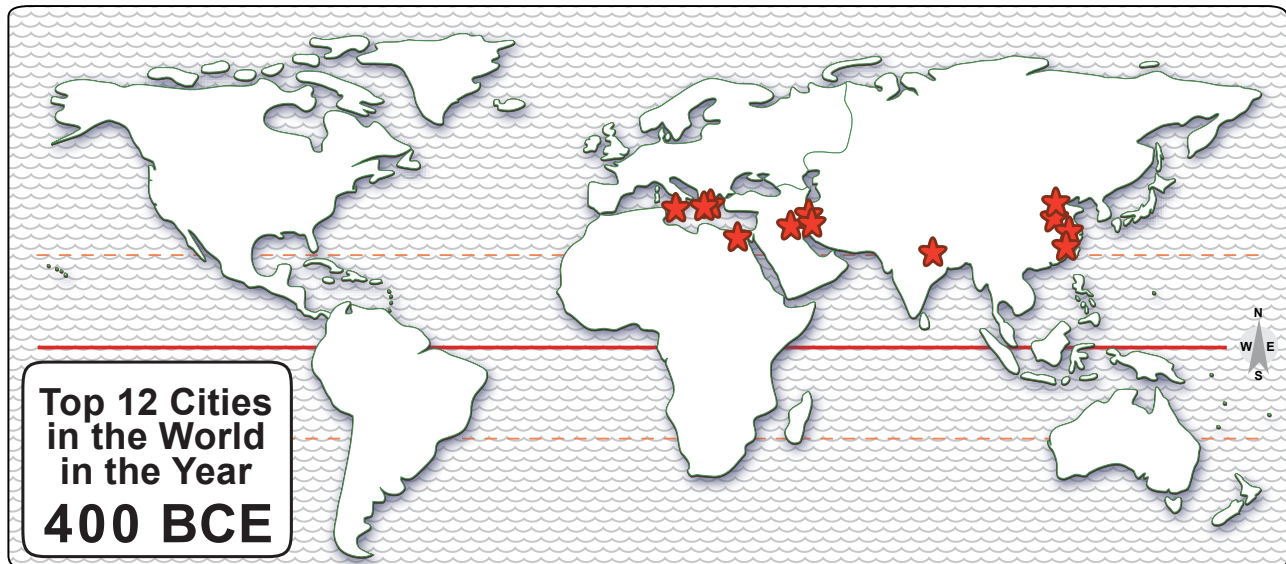 Top 12 Cities
in the World
in the Year
400 BCE
N
W E
S